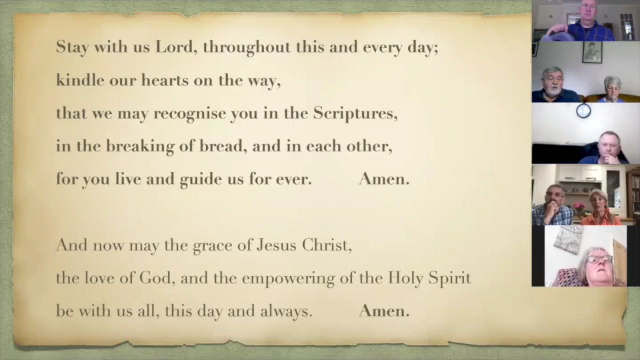 Stay with us Lord, throughout this and every day;
kindle our hearts on the way,
that we may recognise you in the Scriptures,
in the breaking of bread, and in each other,
for you live and guide us for ever. Amen.
And now may the grace of Jesus Christ,
the love of God, and the empowering of the Holy Spirit
be with us all, this day and always. Amen.